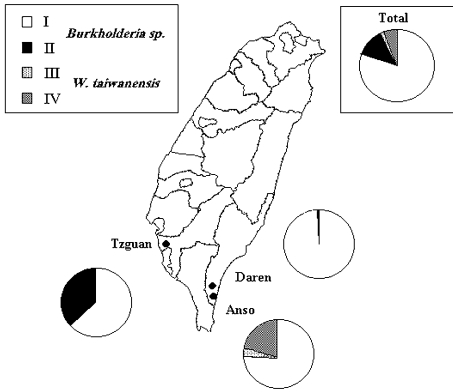 I
Burkholderia sp.
II
III
W. taiwanensis
IV
Total
Tzguan
Daren
Anso